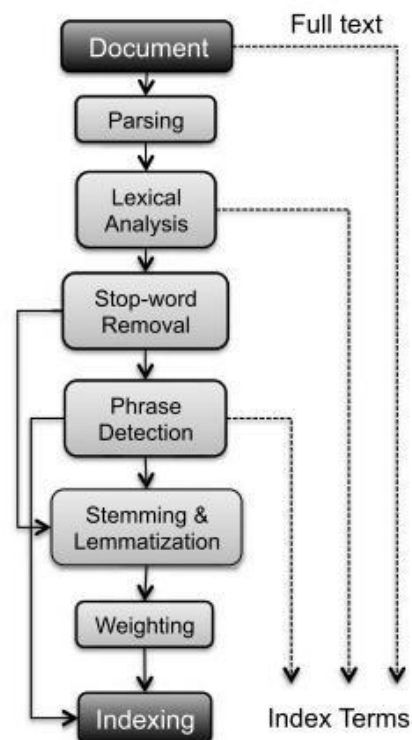 Full text
Document
Parsing
Lexical
Analysis
Stop-word
Removal
Phrase
Detection
Stemming &
Lemmatization
Weighting
Indexing
Index Terms